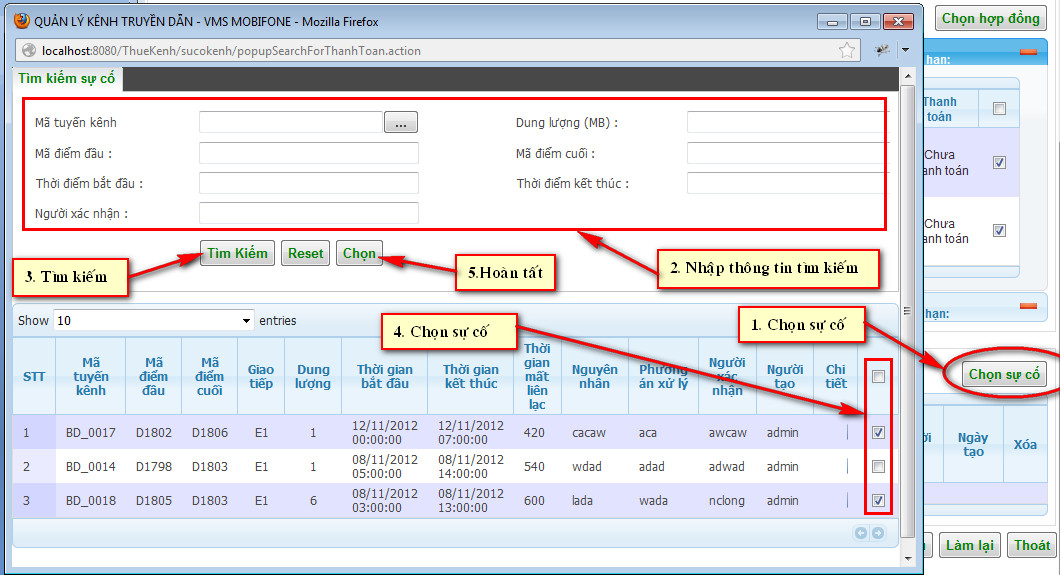 QUẢN LÝ KÊNH TRUYỀN DẪN - VMS MOBIFONE - Mozilla Firefox
localhost:8080/ThueKenh/sucokenh/popupSearchForThanhToan.action
Tìm kiếm sự cố
Mã tuyến kênh
...
Dung lượng (MB) :
Mã điểm đầu :
Mã điểm cuối :
Thời điểm bắt đầu :
Thời điểm kết thúc :
Người xác nhận :
Tìm Kiếm
Reset
Chọn
3. Tìm kiếm
5.Hoàn tất
2. Nhập thông tin tìm kiếm
4. Chọn sự cố
1. Chọn sự cố
Show 10 entries
STT
Mã tuyến kênh
Mã điểm đầu
Mã điểm cuối
Giao tiếp
Dung lượng
Thời gian bắt đầu
Thời gian kết thúc
Thời gian mất liên lạc
Nguyên nhân
Phương án xử lý
Người xác nhận
Người tạo
Chi tiết
1 BD_0017 D1802 D1806 E1 1 12/11/2012 00:00:00 12/11/2012 07:00:00 420 cacaw aca awcaw admin
2 BD_0014 D1798 D1803 E1 1 08/11/2012 05:00:00 08/11/2012 14:00:00 540 wdad adad adwad admin
3 BD_0018 D1805 D1803 E1 6 08/11/2012 03:00:00 08/11/2012 13:00:00 600 lada wada nclong admin
Chọn hợp đồng
hạn:
Thanh toán
Chưa
anh toán
Chưa
anh toán
hạn:
Chọn sự cố
Ngày tạo
Xóa
Làm lại
Thoát